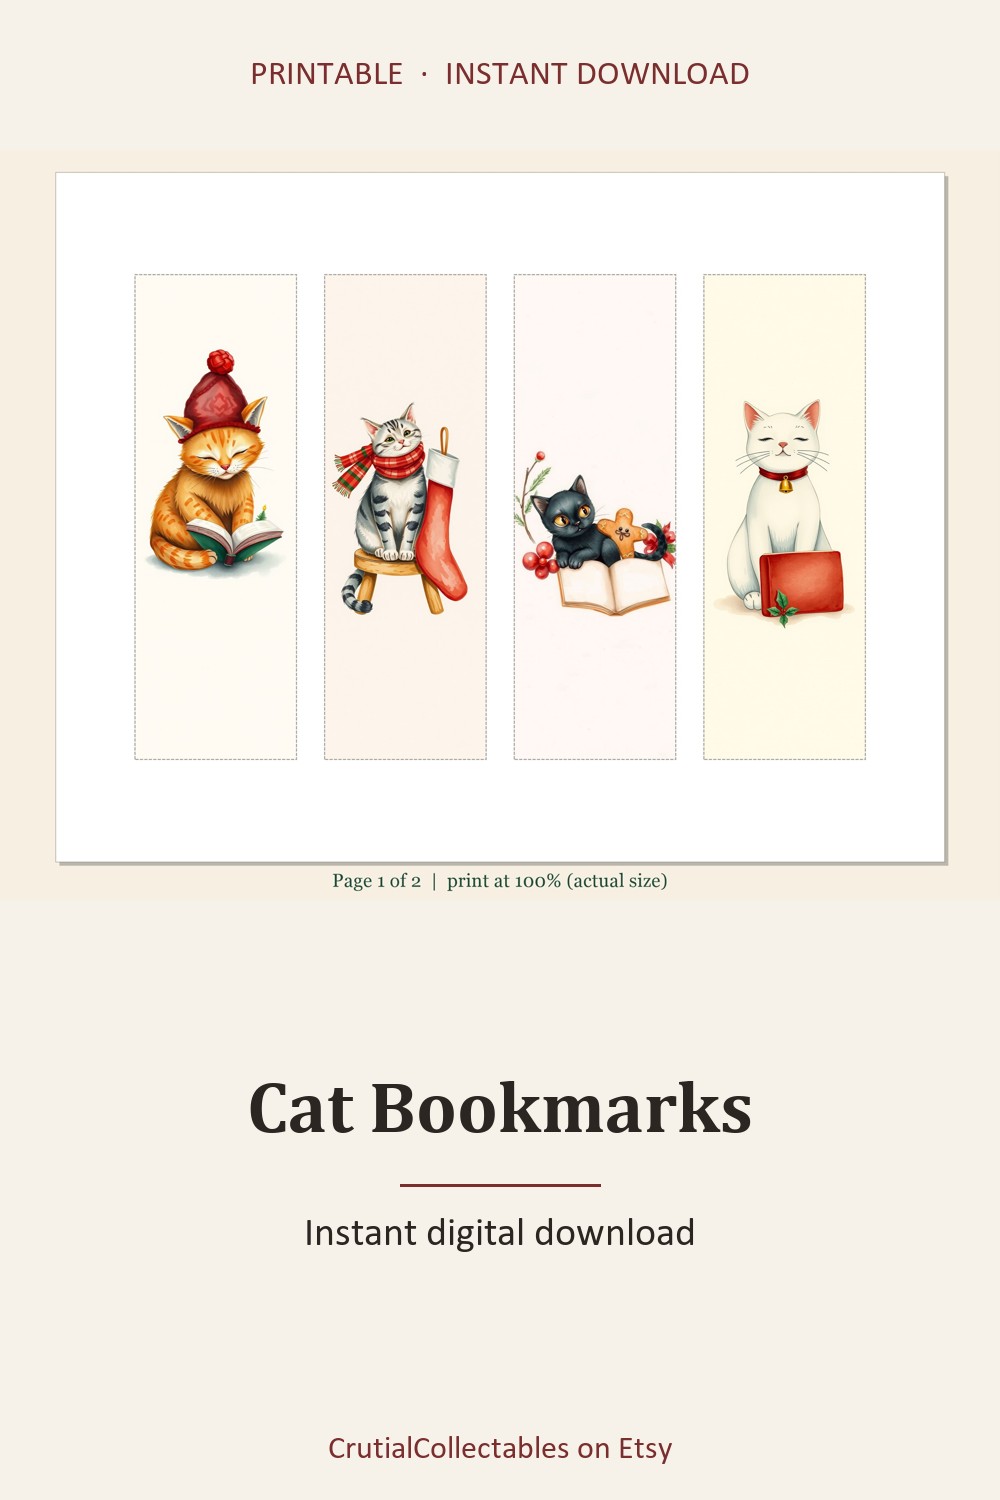 PRINTABLE · INSTANT DOWNLOAD
Page 1 of 2 | print at 100% (actual size)
Cat Bookmarks
Instant digital download
CrutialCollectables on Etsy